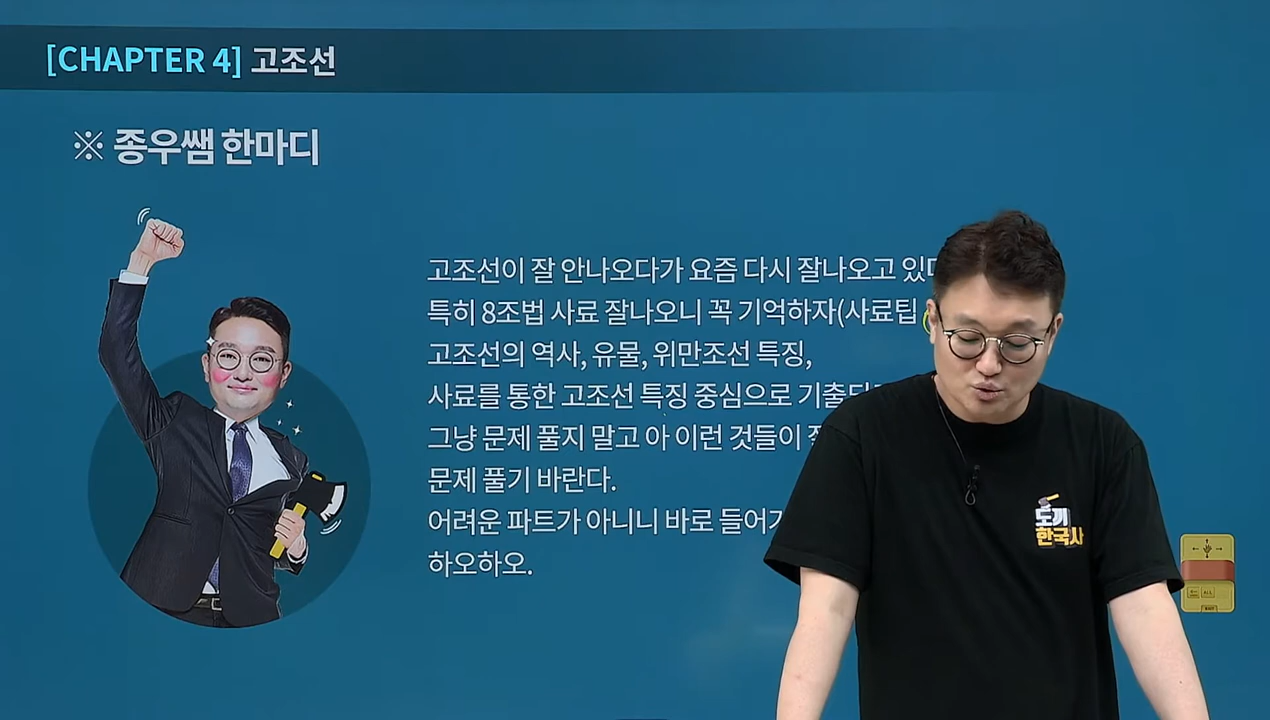 [CHAPTER 4] 고조선
※ 종우쌤 한마디
고조선이 잘 안나오다가 요즘 다시 잘나오고
특히 8조법 사료 잘나오니 꼭 기억하자(사료팁
고조선의 역사, 유물, 위만조선 특징,
사료를 통한 고조선 특징 중심으로
그냥 문제 풀지 말고 아 이런 것들이
문제 풀기 바란다.
어려운 파트가 아니니 바로
하오하오.
도끼
한국사